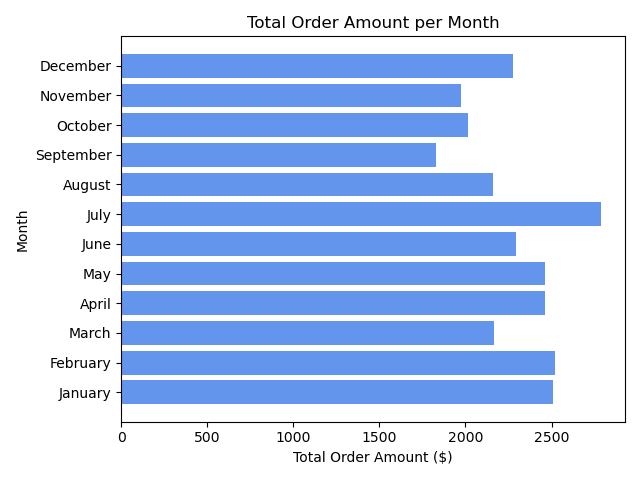 Total Order Amount per Month
December
November
October
September
August
July
June
May
April
March
February
January
Month
0 500 1000 1500 2000 2500
Total Order Amount ($)